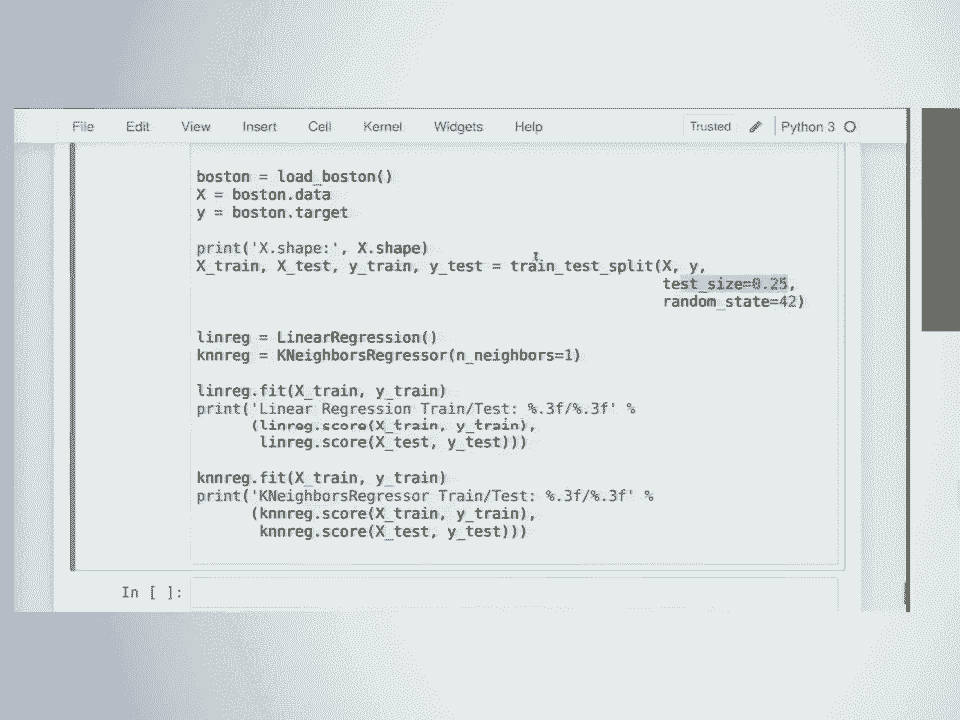 File Edit View Insert Cell Kernel Widgets Help Trusted Python 3
boston = load_boston()
X = boston.data
y = boston.target
print('X.shape:', X.shape)
X_train, X_test, y_train, y_test = train_test_split(X, y,
test_size=0.25,
random_state=42)
linreg = LinearRegression()
knnreg = KNeighborsRegressor(n_neighbors=1)
linreg.fit(X_train, y_train)
print('Linear Regression Train/Test: %.3f/%.3f' %
(linreg.score(X_train, y_train),
linreg.score(X_test, y_test)))
knnreg.fit(X_train, y_train)
print('KNeighborsRegressor Train/Test: %.3f/%.3f' %
(knnreg.score(X_train, y_train),
knnreg.score(X_test, y_test)))
In [ ]: